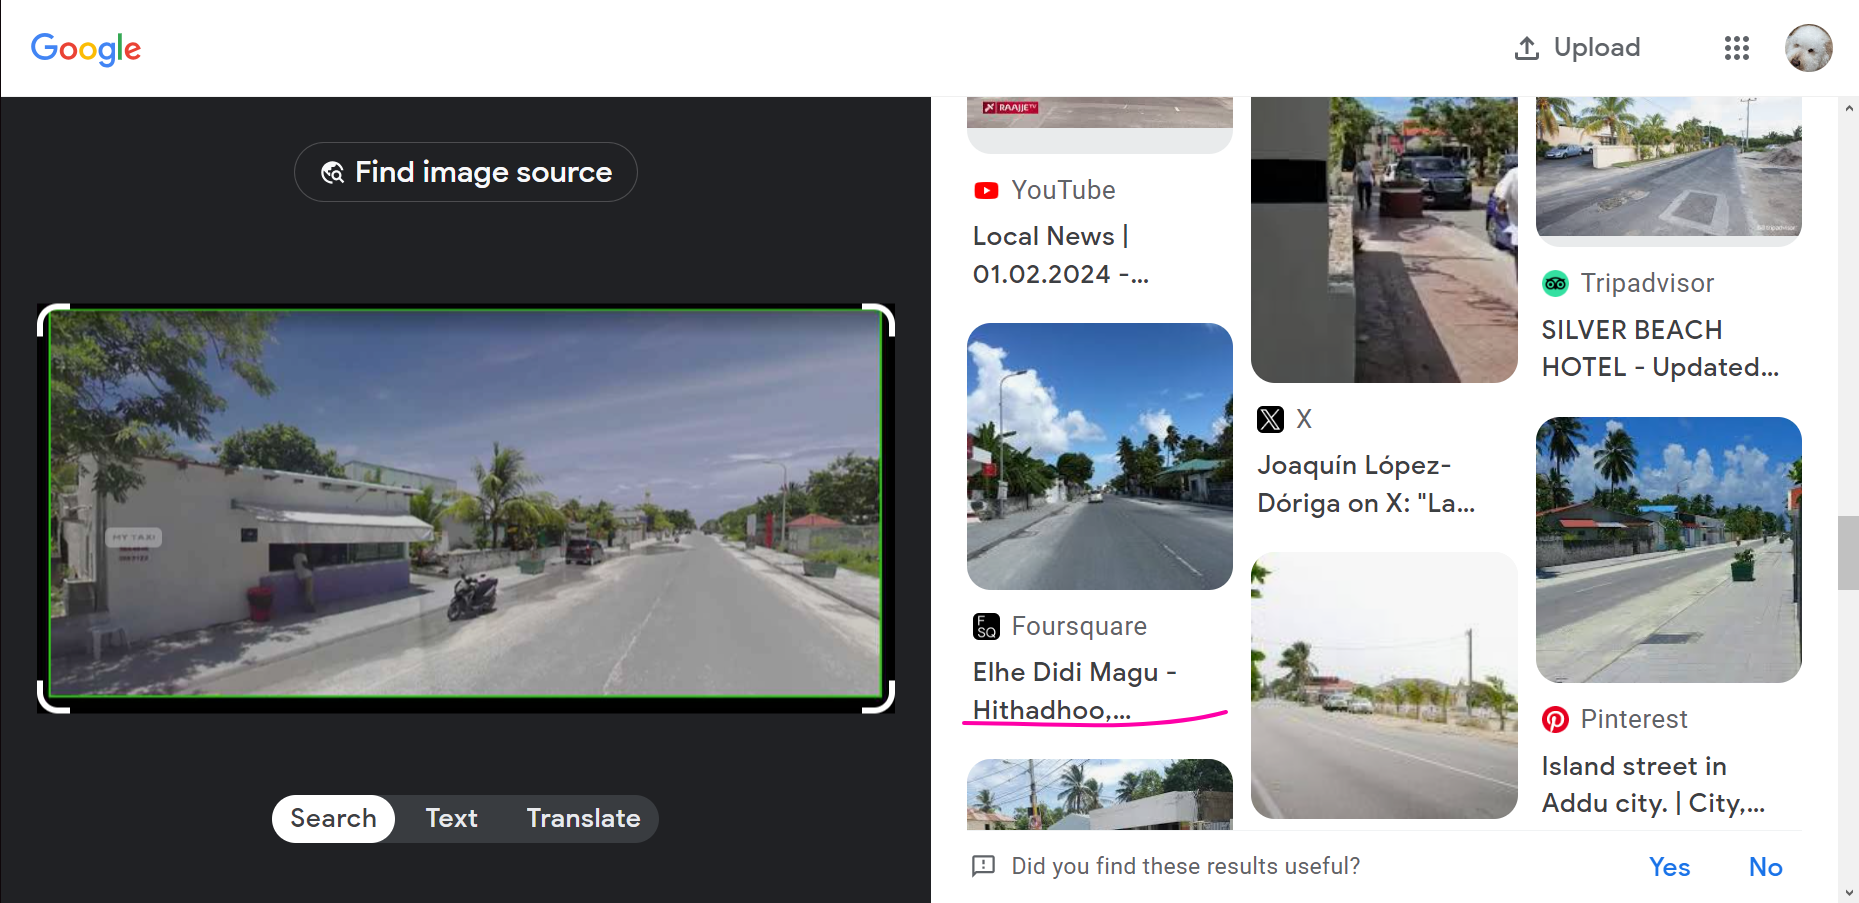 Google
Upload
Find image source
MY TAXI
Search
Text
Translate
RAAJJETV
YouTube
Local News |
01.02.2024 -...
FSQ
Foursquare
Elhe Didi Magu -
Hithadhoo,...
X
Joaquín López-
Dóriga on X: "La...
Tripadvisor
SILVER BEACH
HOTEL - Updated...
Pinterest
Island street in
Addu city. | City,...
Did you find these results useful?
Yes
No